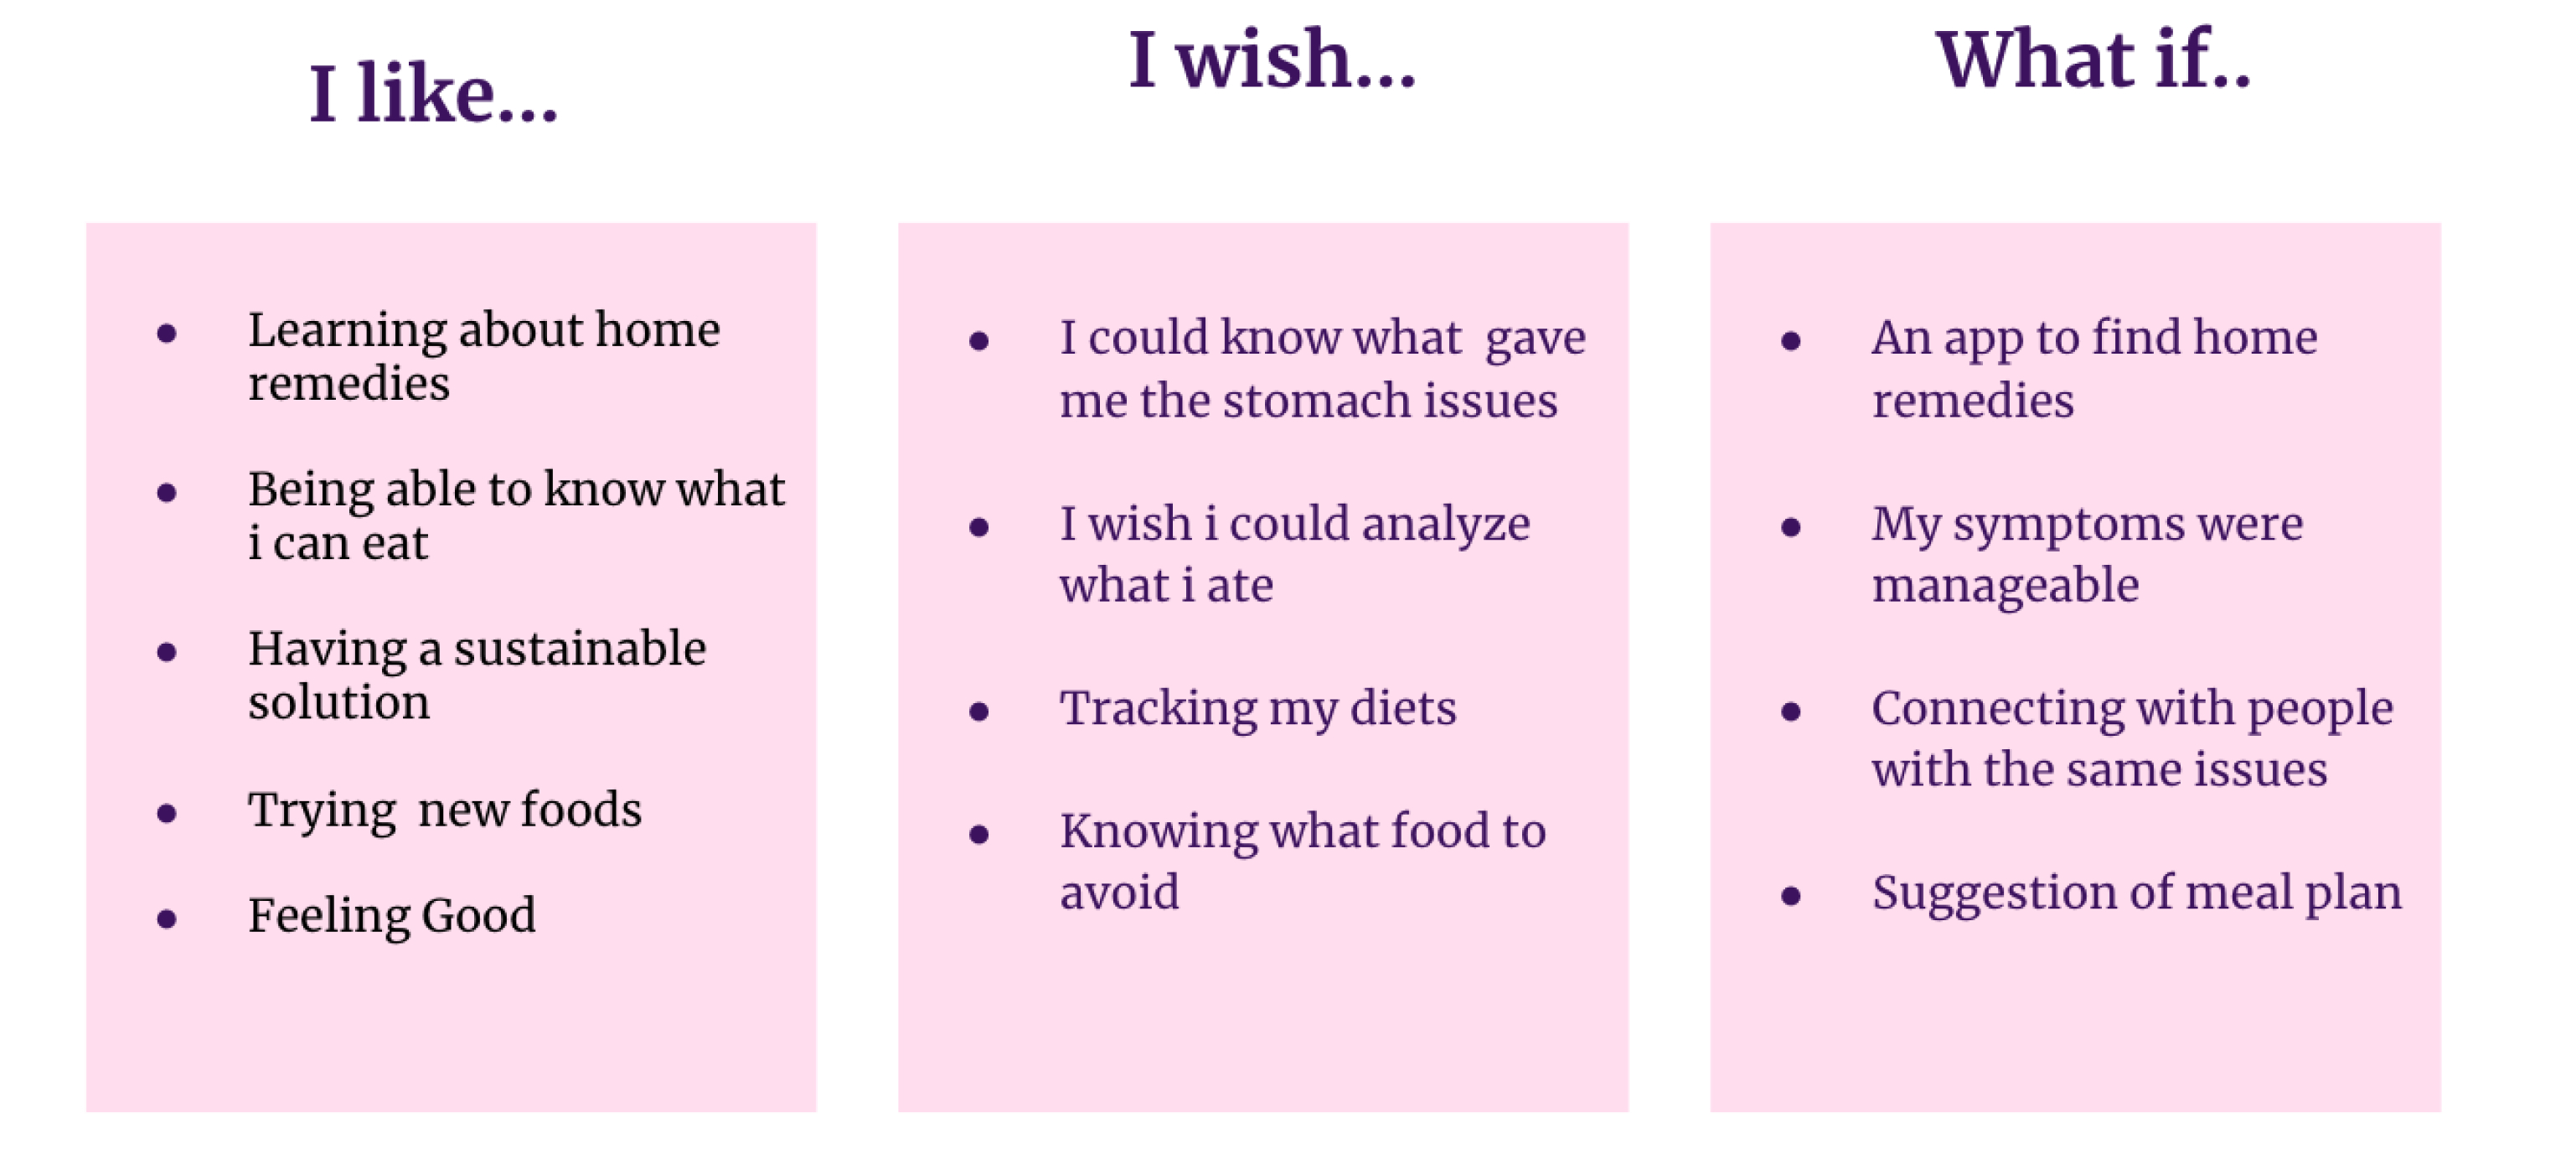 I like...
Learning about home
remedies
Being able to know what
i can eat
Having a sustainable
solution
Trying  new foods
Feeling Good
I wish...
I could know what  gave
me the stomach issues
I wish i could analyze
what i ate
Tracking my diets
Knowing what food to
avoid
What if..
An app to find home
remedies
My symptoms were
manageable
Connecting with people
with the same issues
Suggestion of meal plan